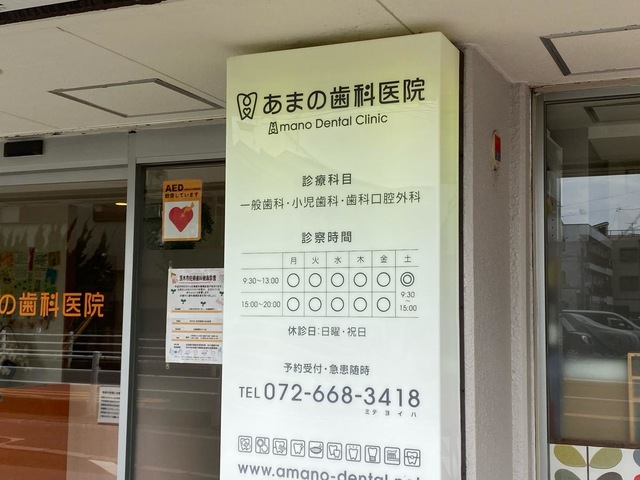 あまの歯科医院
Amano Dental Clinic
診療科目
一般歯科・小児歯科・歯科口腔外科
診察時間
月 火 水 木 金 土
9:30〜13:00 ○ ○ ○ ○ ○ ◎
15:00〜20:00 ○ ○ ○ ○ ○ 9:30〜15:00
休診日:日曜・祝日
予約受付・急患随時
TEL 072-668-3418
ミテヨイハ
www.amano-dental.net
AED
の歯科医院